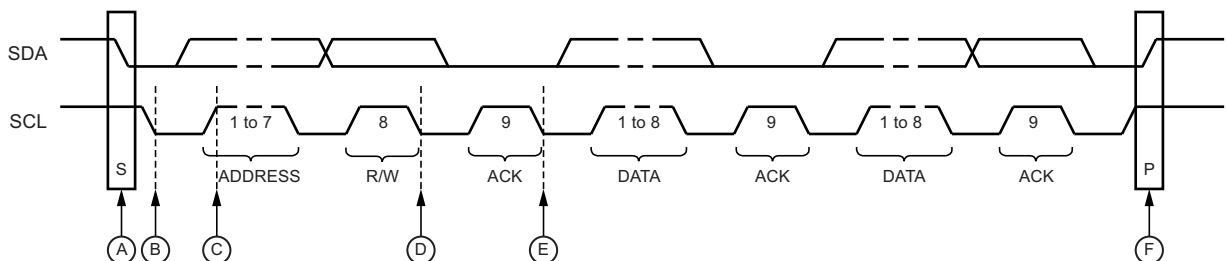 SDA
SCL
1 to 7
8
9
1 to 8
9
1 to 8
9
S
ADDRESS
R/W
ACK
DATA
ACK
DATA
ACK
P
A
B
C
D
E
F